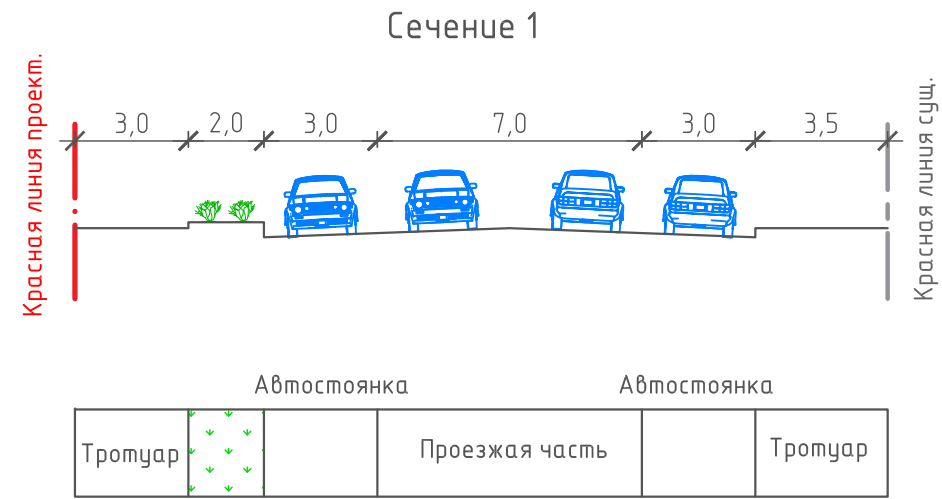 Сечение 1
3,0 2,0 3,0 7,0 3,0 3,5
Красная линия проект.
Красная линия сущ.
Автостоянка Автостоянка
Тротуар Проезжая часть Тротуар